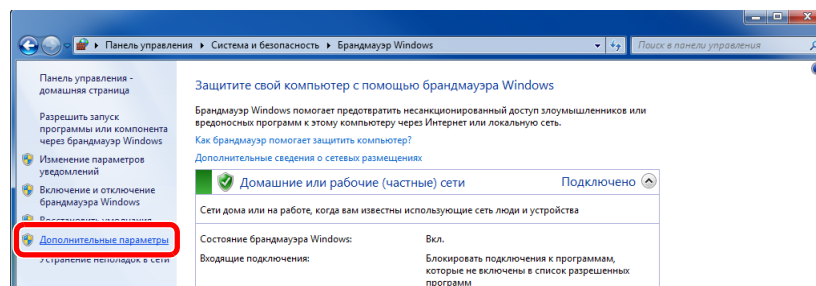 Панель управления ▸ Система и безопасность ▸ Брандмауэр Windows
Поиск в панели управления
Панель управления -
домашняя страница
Разрешить запуск
программы или компонента
через брандмауэр Windows
Изменение параметров
уведомлений
Включение и отключение
брандмауэра Windows
Восстановить умолчания
Дополнительные параметры
Устранение неполадок в сети
Защитите свой компьютер с помощью брандмауэра Windows
Брандмауэр Windows помогает предотвратить несанкционированный доступ злоумышленников или
вредоносных программ к этому компьютеру через Интернет или локальную сеть.
Как брандмауэр помогает защитить компьютер?
Дополнительные сведения о сетевых размещениях
Домашние или рабочие (частные) сети Подключено
Сети дома или на работе, когда вам известны использующие сеть люди и устройства
Состояние брандмауэра Windows: Вкл.
Входящие подключения: Блокировать подключения к программам,
которые не включены в список разрешенных
программ